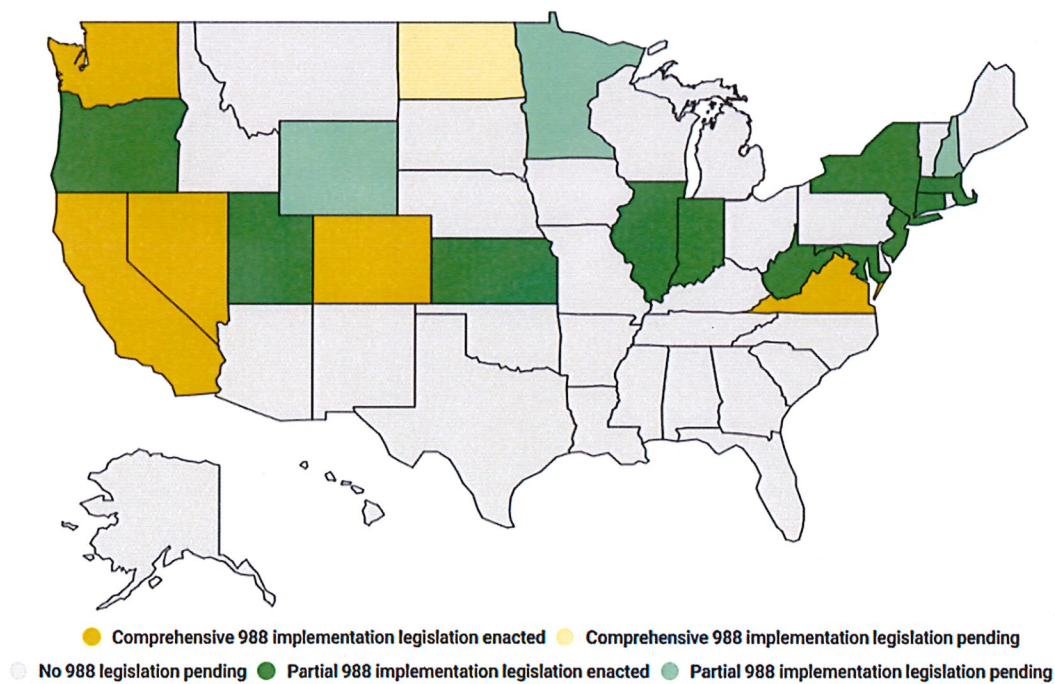 Comprehensive 988 implementation legislation enacted Comprehensive 988 implementation legislation pending
No 988 legislation pending Partial 988 implementation legislation enacted Partial 988 implementation legislation pending